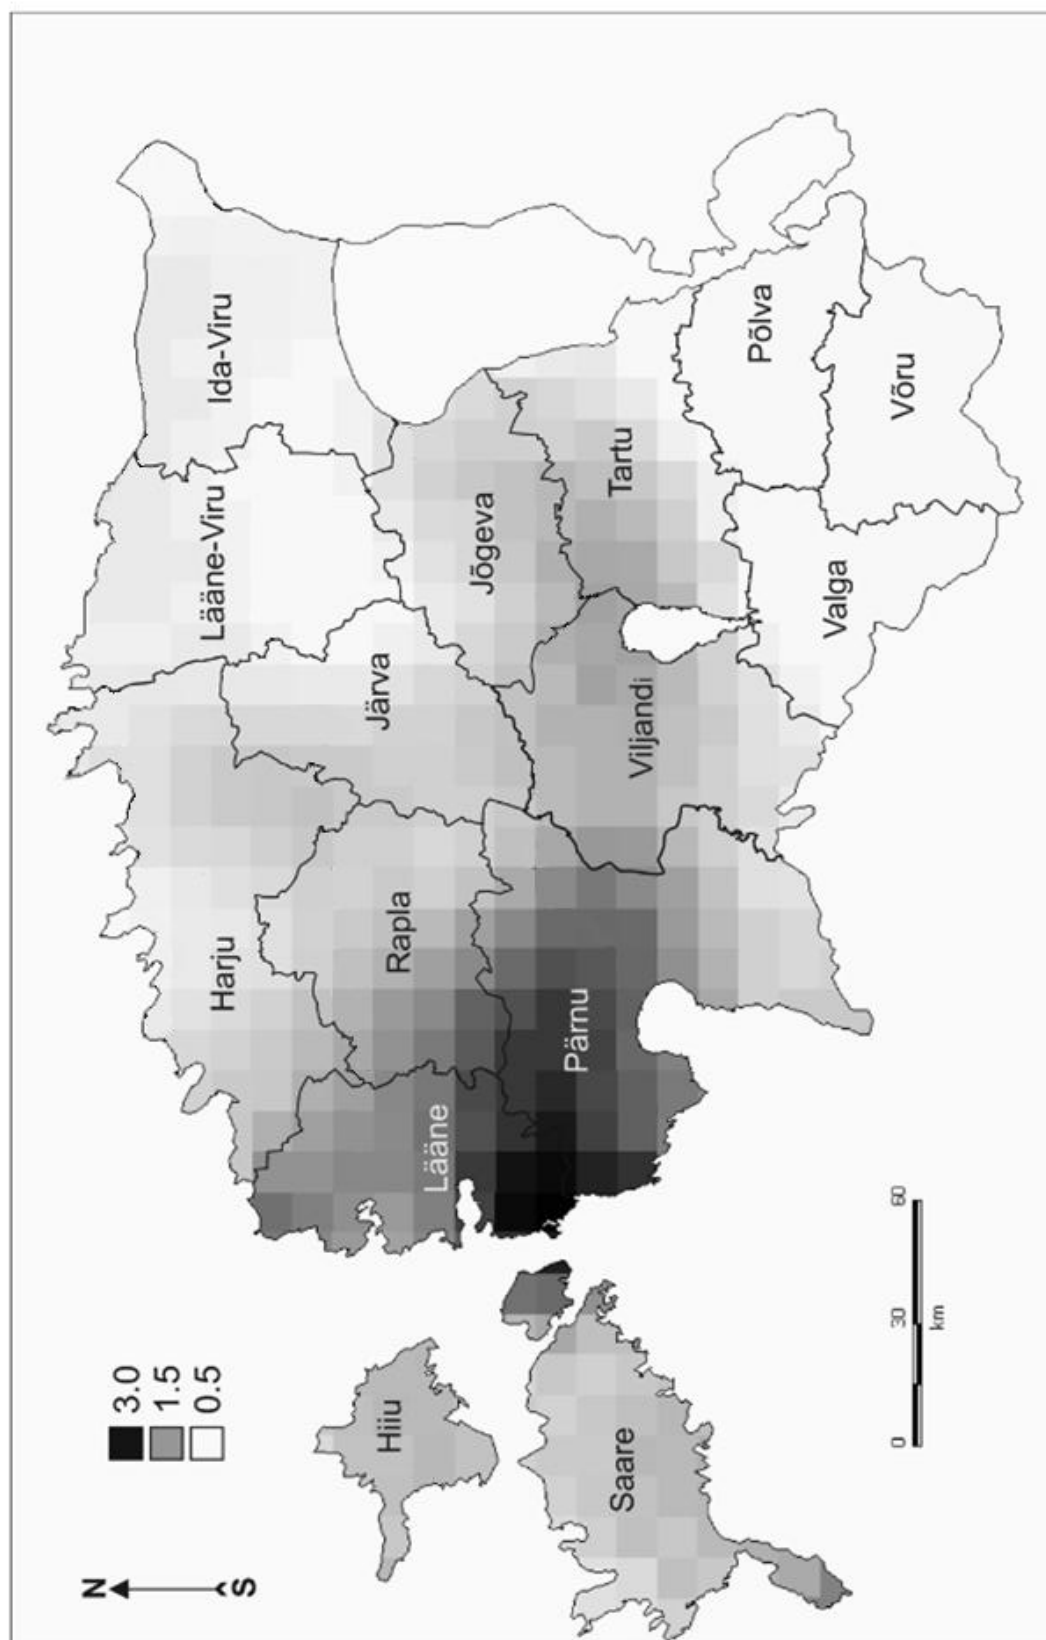 N
S
3.0
1.5
0.5
Hiiu
Saare
Lääne
Harju
Rapla
Pärnu
Järva
Viljandi
Lääne-Viru
Jõgeva
Tartu
Ida-Viru
Valga
Põlva
Võru
0 30 60
km